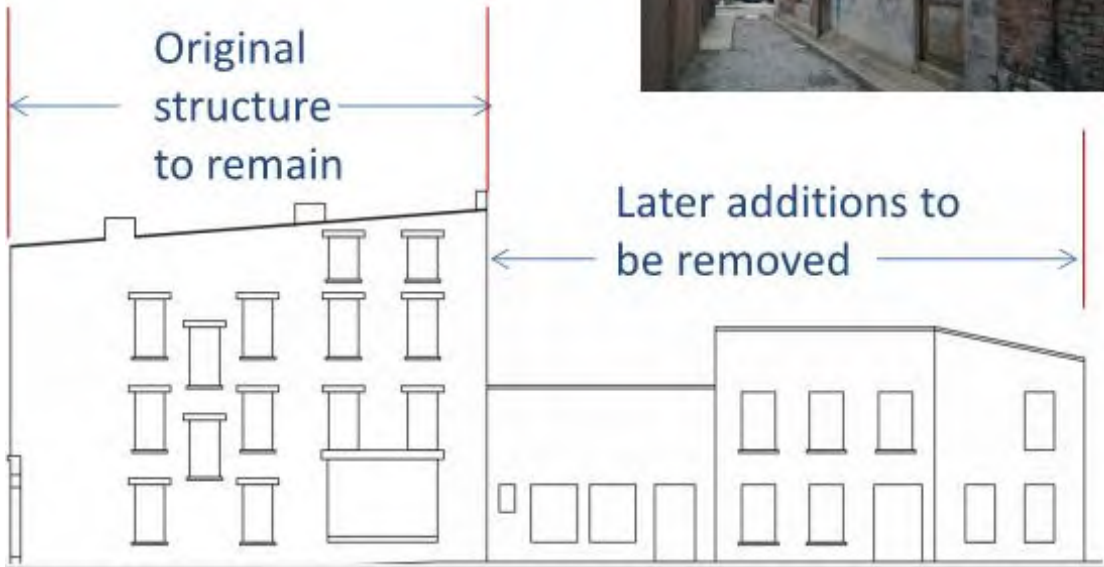 Original
structure
to remain
Later additions to
be removed